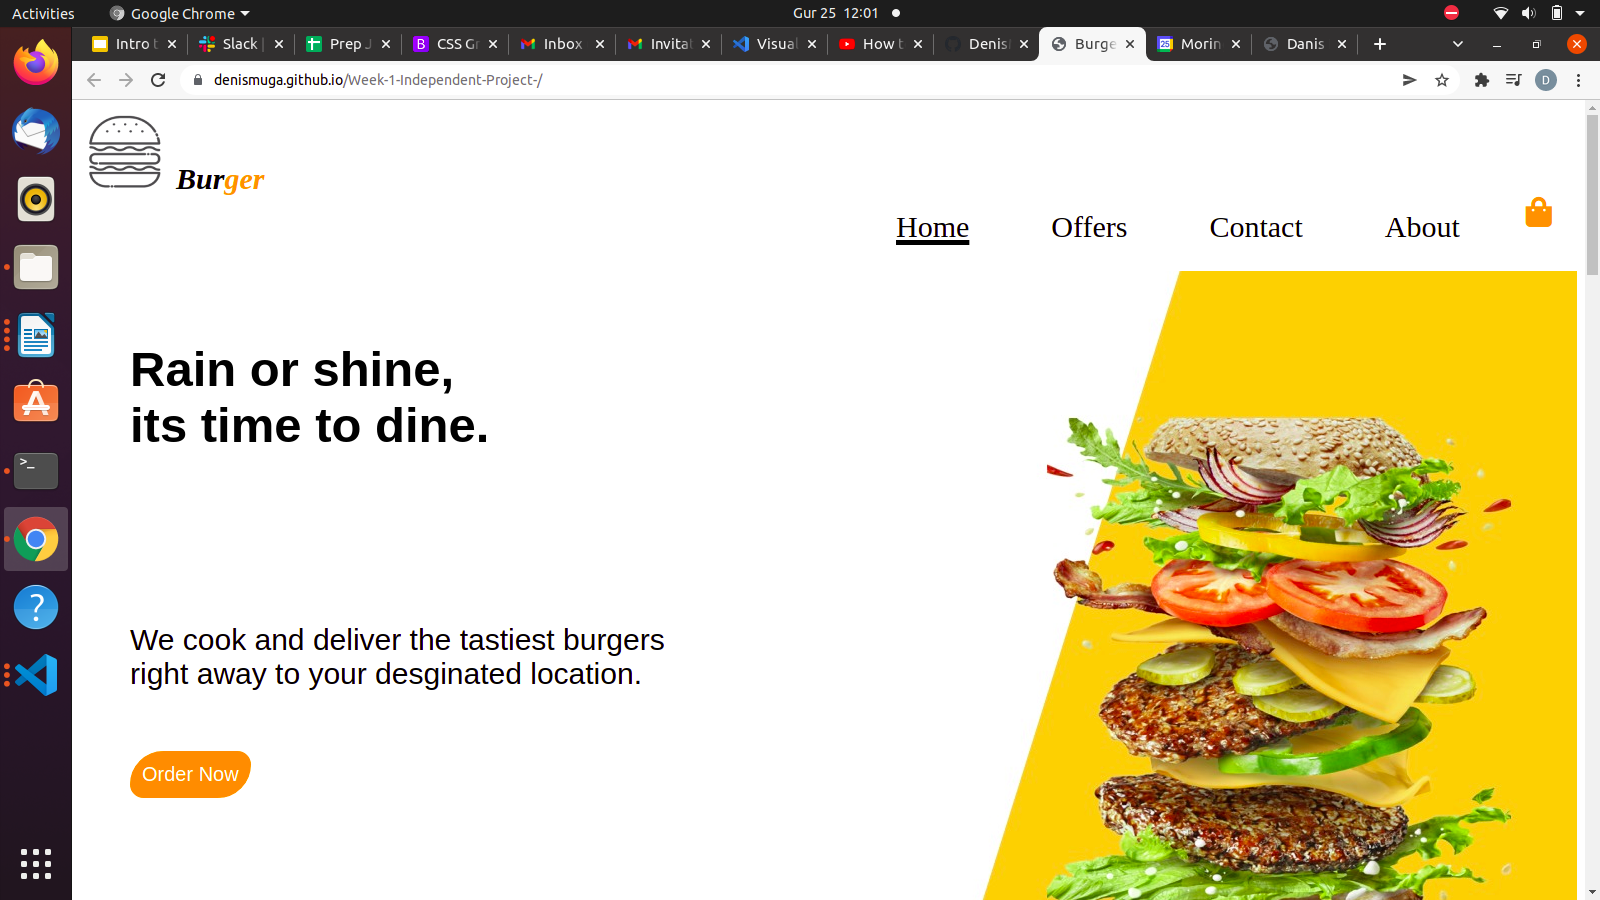 Activities
Google Chrome
Gur 25 12:01
Intro t
Slack |
Prep J
CSS Gr
Inbox
Invitat
Visual
How t
Denis
Burge
Morin
Danis
denismuga.github.io/Week-1-Independent-Project-/
D
Burger
Home
Offers
Contact
About
Rain or shine,
its time to dine.
We cook and deliver the tastiest burgers
right away to your desginated location.
Order Now